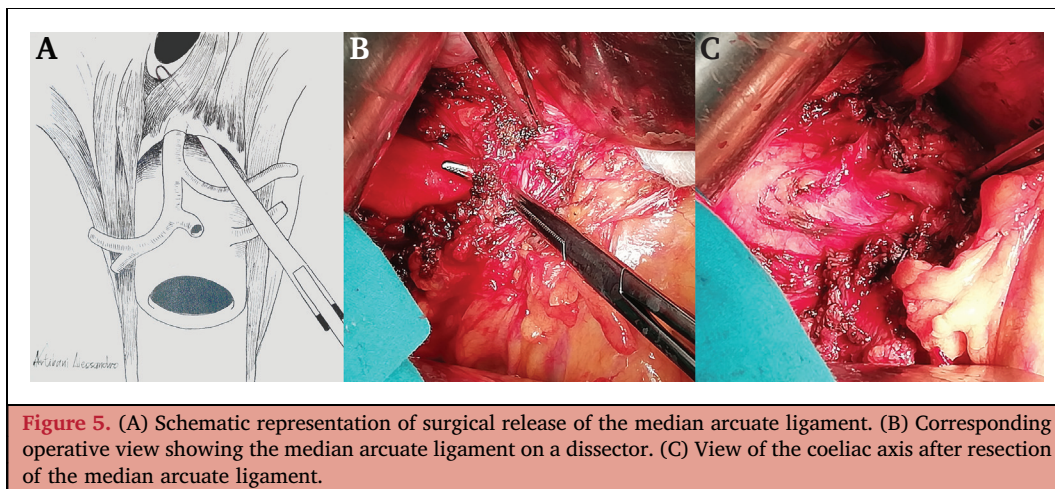 A
B
C
Figure 5. (A) Schematic representation of surgical release of the median arcuate ligament. (B) Corresponding
operative view showing the median arcuate ligament on a dissector. (C) View of the coeliac axis after resection
of the median arcuate ligament.